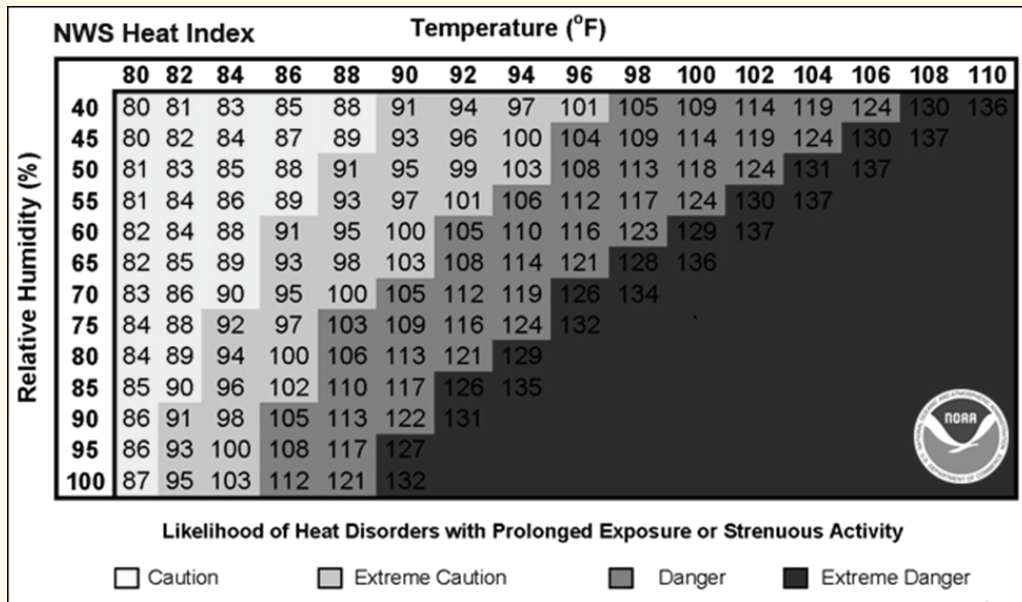 NWS Heat Index
Temperature (°F)
80 82 84 86 88 90 92 94 96 98 100 102 104 106 108 110
Relative Humidity (%)
40 80 81 83 85 88 91 94 97 101 105 109 114 119 124 130 136
45 80 82 84 87 89 93 96 100 104 109 114 119 124 130 137
50 81 83 85 88 91 95 99 103 108 113 118 124 131 137
55 81 84 86 89 93 97 101 106 112 117 124 130 137
60 82 84 88 91 95 100 105 110 116 123 129 137
65 82 85 89 93 98 103 108 114 121 128 136
70 83 86 90 95 100 105 112 119 126 134
75 84 88 92 97 103 109 116 124 132
80 84 89 94 100 106 113 121 129
85 85 90 96 102 110 117 126 135
90 86 91 98 105 113 122 131
95 86 93 100 108 117 127
100 87 95 103 112 121 132
NOAA
Likelihood of Heat Disorders with Prolonged Exposure or Strenuous Activity
Caution
Extreme Caution
Danger
Extreme Danger